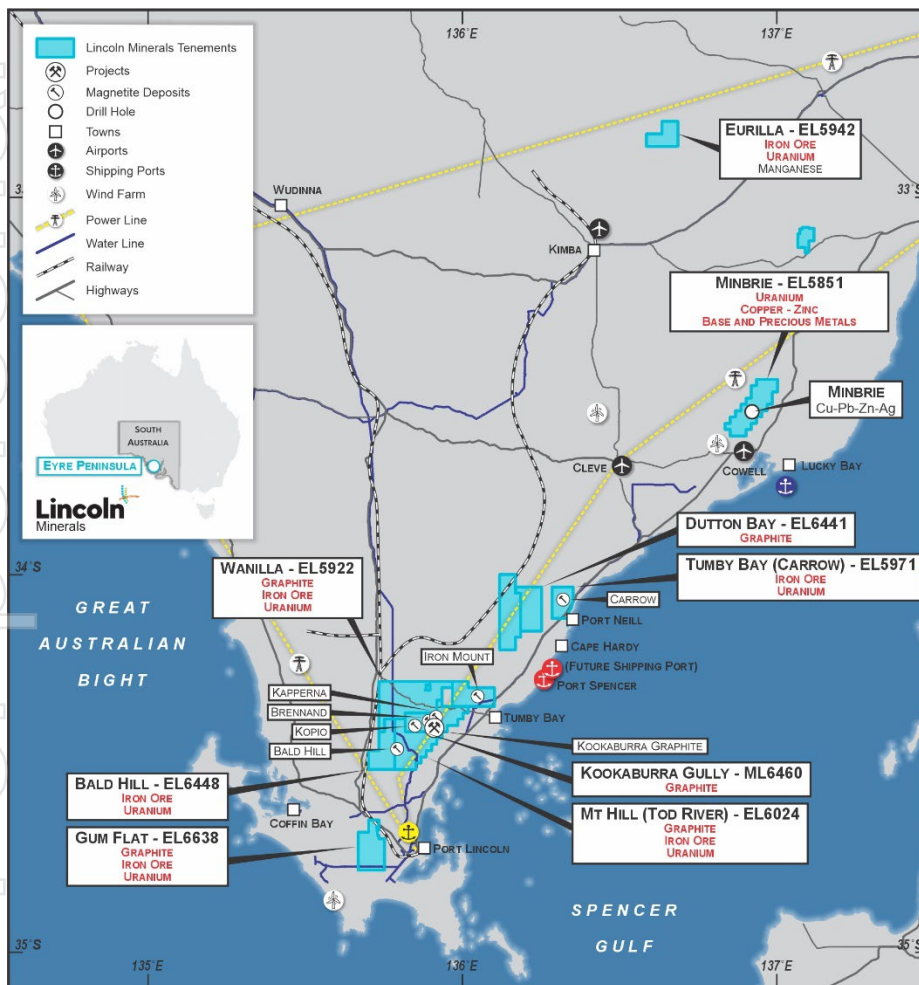 135°E
136°E
137°E
Lincoln Minerals Tenements
Projects
Magnetite Deposits
Drill Hole
Towns
Airports
Shipping Ports
Wind Farm
Power Line
Water Line
Railway
Highways
SOUTH
AUSTRALIA
EYRE PENINSULA
Lincoln
Minerals
WUDINNA
KIMBA
EURILLA - EL5942
IRON ORE
URANIUM
MANGANESE
33°S
MINBRIE - EL5851
URANIUM
COPPER - ZINC
BASE AND PRECIOUS METALS
MINBRIE
Cu-Pb-Zn-Ag
CLEVE
COWELL
LUCKY BAY
DUTTON BAY - EL6441
GRAPHITE
34°S
WANILLA - EL5922
GRAPHITE
IRON ORE
URANIUM
TUMBY BAY (CARROW) - EL5971
IRON ORE
URANIUM
CARROW
PORT NEILL
CAPE HARDY
(FUTURE SHIPPING PORT)
PORT SPENCER
GREAT
AUSTRALIAN
BIGHT
IRON MOUNT
KAPPERNA
BRENNAND
KOPIO
BALD HILL
TUMBY BAY
KOOKABURRA GRAPHITE
KOOKABURRA GULLY - ML6460
GRAPHITE
BALD HILL - EL6448
IRON ORE
URANIUM
MT HILL (TOD RIVER) - EL6024
GRAPHITE
IRON ORE
URANIUM
COFFIN BAY
GUM FLAT - EL6638
GRAPHITE
IRON ORE
URANIUM
PORT LINCOLN
SPENCER
GULF
35°S
35°S
135°E
136°E
137°E